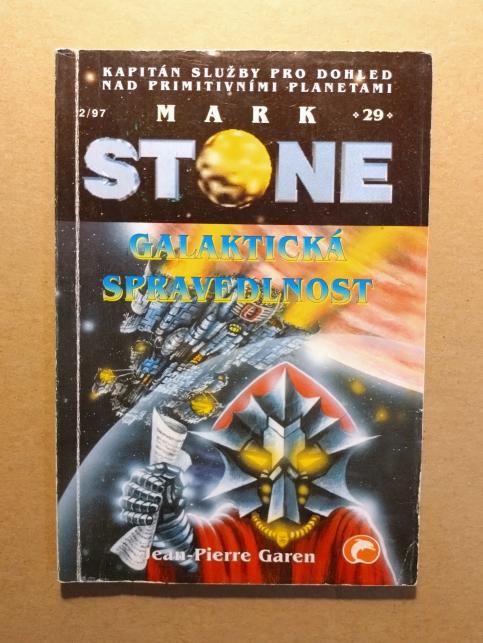 KAPITÁN SLUŽBY PRO DOHLED
NAD PRIMITIVNÍMI PLANETAMI
2/97
MARK
29
STONE
GALAKTICKÁ
SPRAVEDLNOST
Jean-Pierre Garen